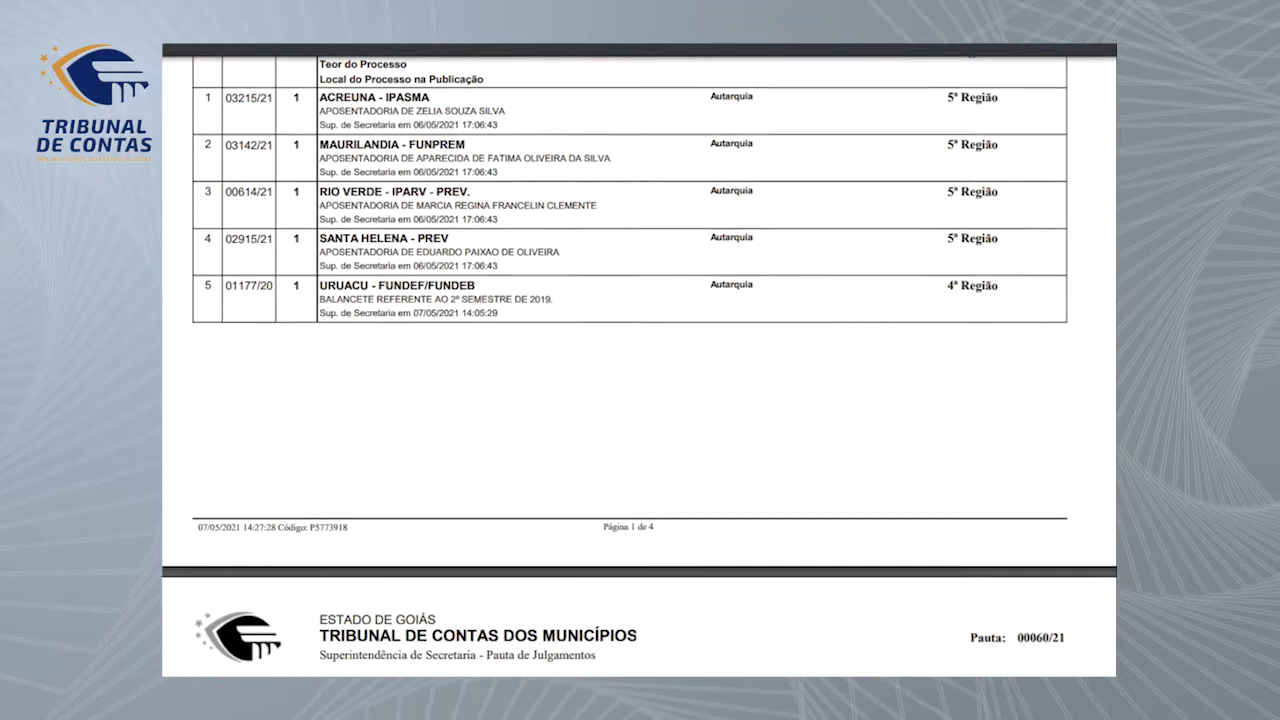 TRIBUNAL
DE CONTAS
DOS MUNICÍPIOS DO ESTADO DE GOIÁS
Teor do Processo
Local do Processo na Publicação
1 03215/21 1 ACREUNA - IPASMA Autarquia 5ª Região
APOSENTADORIA DE ZELIA SOUZA SILVA
Sup. de Secretaria em 06/05/2021 17:06:43
2 03142/21 1 MAURILANDIA - FUNPREM Autarquia 5ª Região
APOSENTADORIA DE APARECIDA DE FATIMA OLIVEIRA DA SILVA
Sup. de Secretaria em 06/05/2021 17:06:43
3 00614/21 1 RIO VERDE - IPARV - PREV. Autarquia 5ª Região
APOSENTADORIA DE MARCIA REGINA FRANCELIN CLEMENTE
Sup. de Secretaria em 06/05/2021 17:06:43
4 02915/21 1 SANTA HELENA - PREV Autarquia 5ª Região
APOSENTADORIA DE EDUARDO PAIXAO DE OLIVEIRA
Sup. de Secretaria em 06/05/2021 17:06:43
5 01177/20 1 URUACU - FUNDEF/FUNDEB Autarquia 4ª Região
BALANCETE REFERENTE AO 2º SEMESTRE DE 2019.
Sup. de Secretaria em 07/05/2021 14:05:29
07/05/2021 14:27:28 Código: P5773918 Página 1 de 4
ESTADO DE GOIÁS
TRIBUNAL DE CONTAS DOS MUNICÍPIOS
Pauta: 00060/21
Superintendência de Secretaria - Pauta de Julgamentos